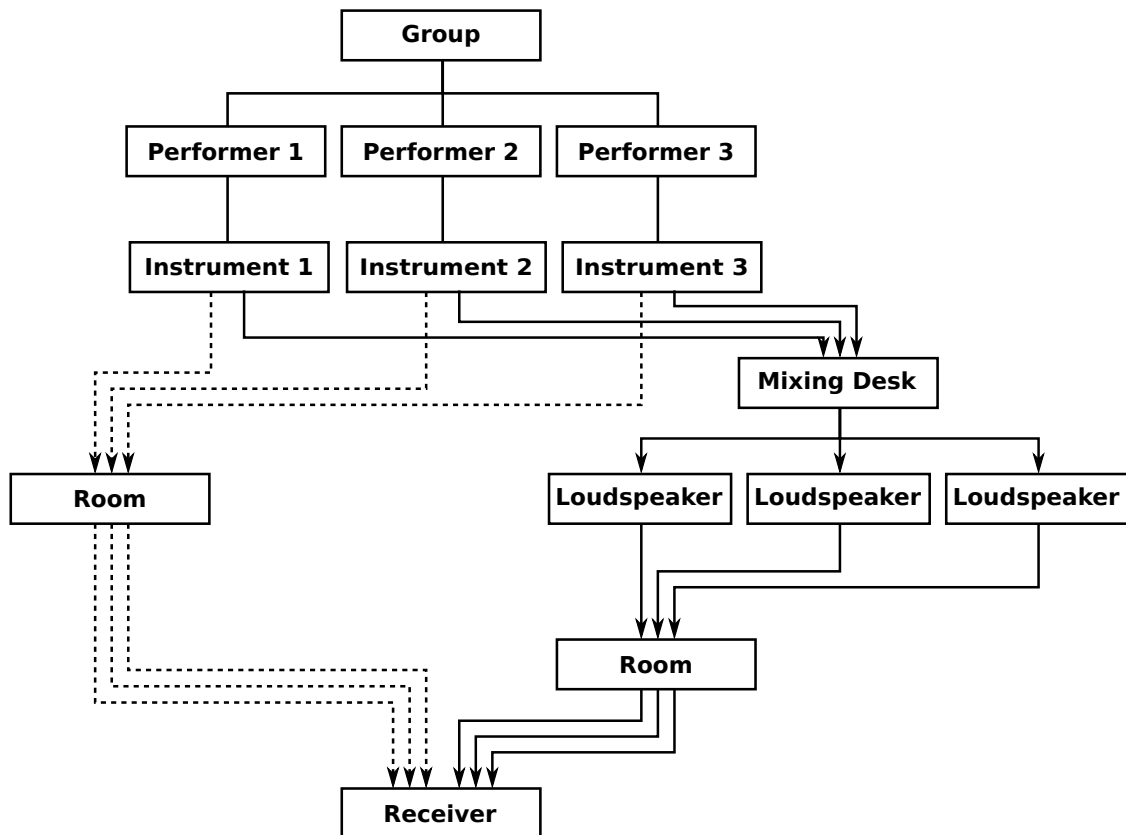 Group
Performer 1
Performer 2
Performer 3
Instrument 1
Instrument 2
Instrument 3
Mixing Desk
Room
Loudspeaker
Loudspeaker
Loudspeaker
Room
Receiver